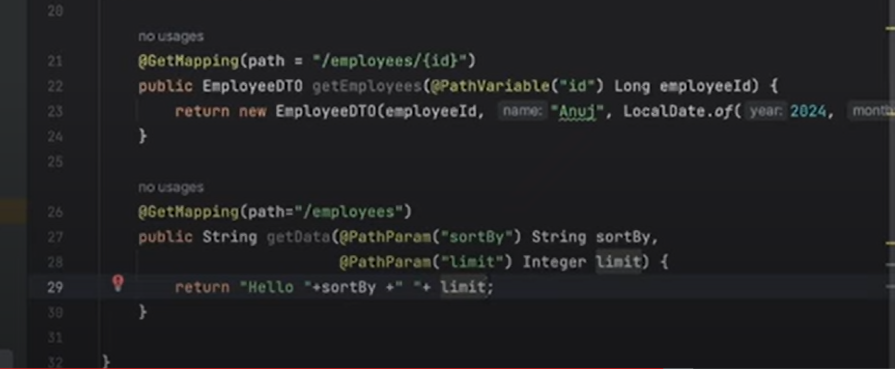 20
no usages
21 @GetMapping(path = "/employees/{id}")
22 public EmployeeDTO getEmployees(@PathVariable("id") Long employeeId) {
23 return new EmployeeDTO(employeeId, name: "Anuj", LocalDate.of( year: 2024, month
24 }
25
no usages
26 @GetMapping(path="/employees")
27 public String getData(@PathParam("sortBy") String sortBy,
28 @PathParam("limit") Integer limit) {
29 return "Hello "+sortBy +" "+ limit;
30 }
31
32 }